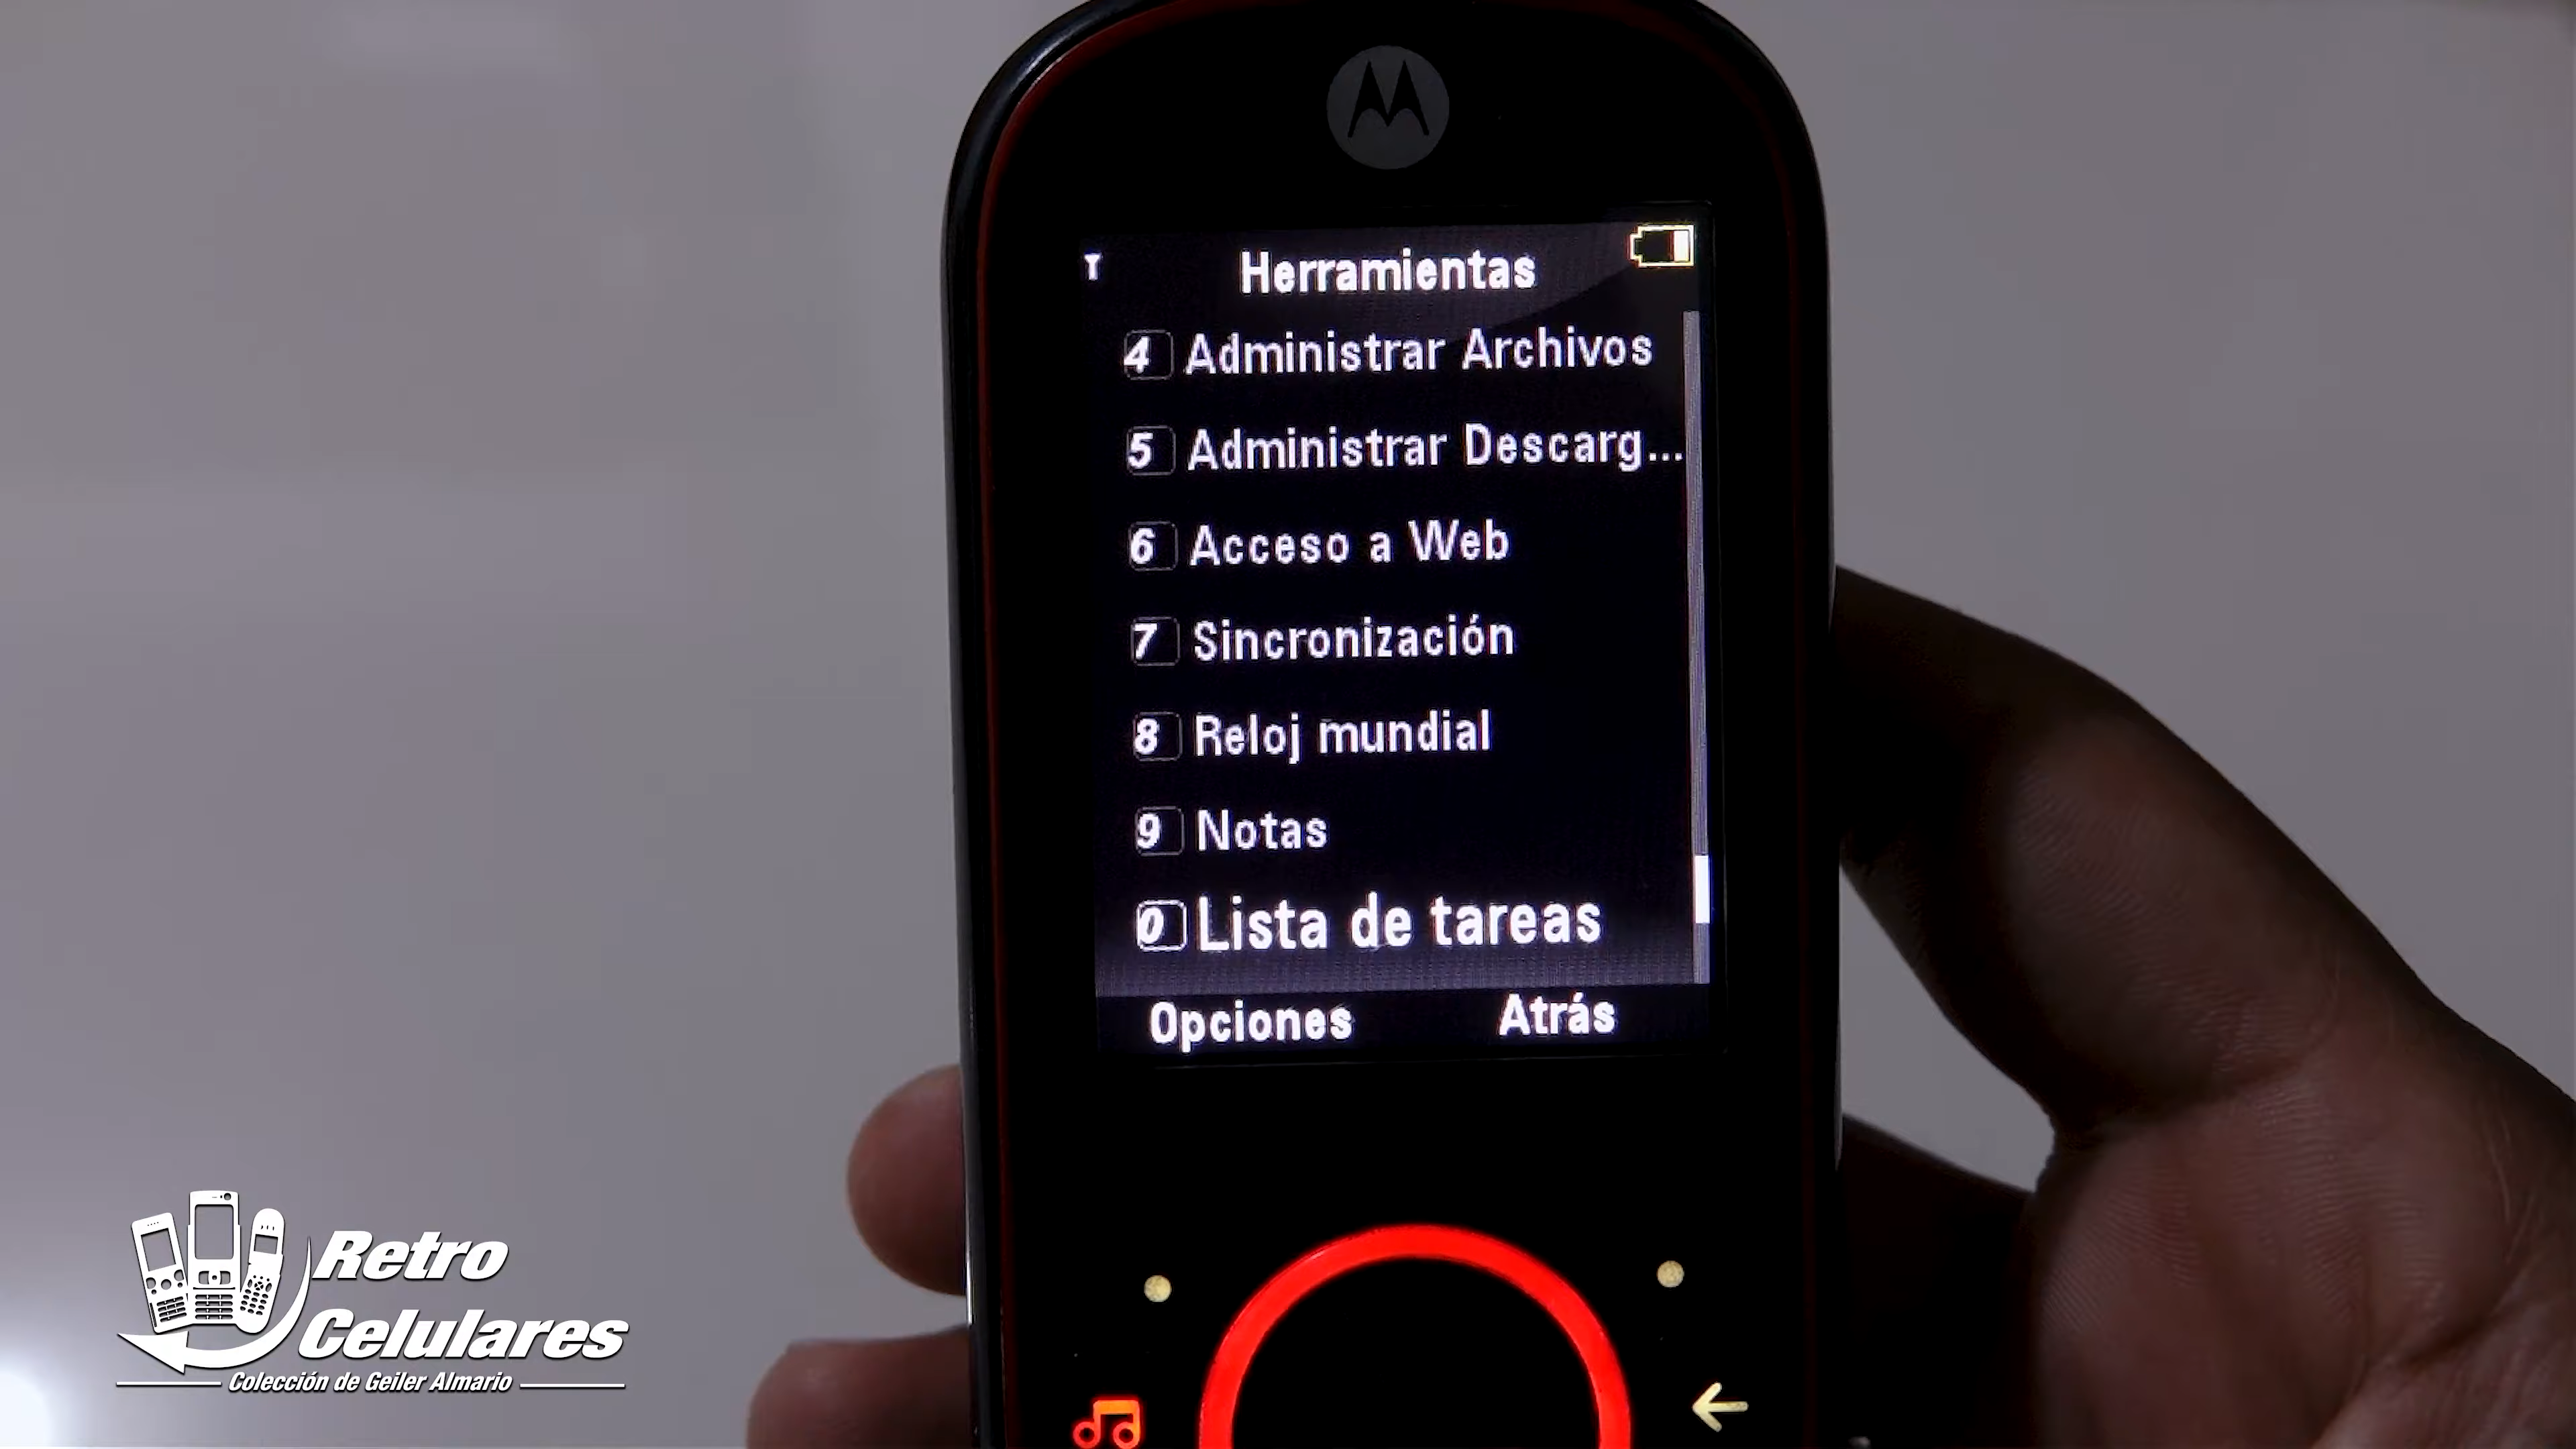 Herramientas
4 Administrar Archivos
5 Administrar Descarg...
6 Acceso a Web
7 Sincronización
8 Reloj mundial
9 Notas
0 Lista de tareas
Opciones Atrás
Retro
Celulares
Colección de Geiler Almario